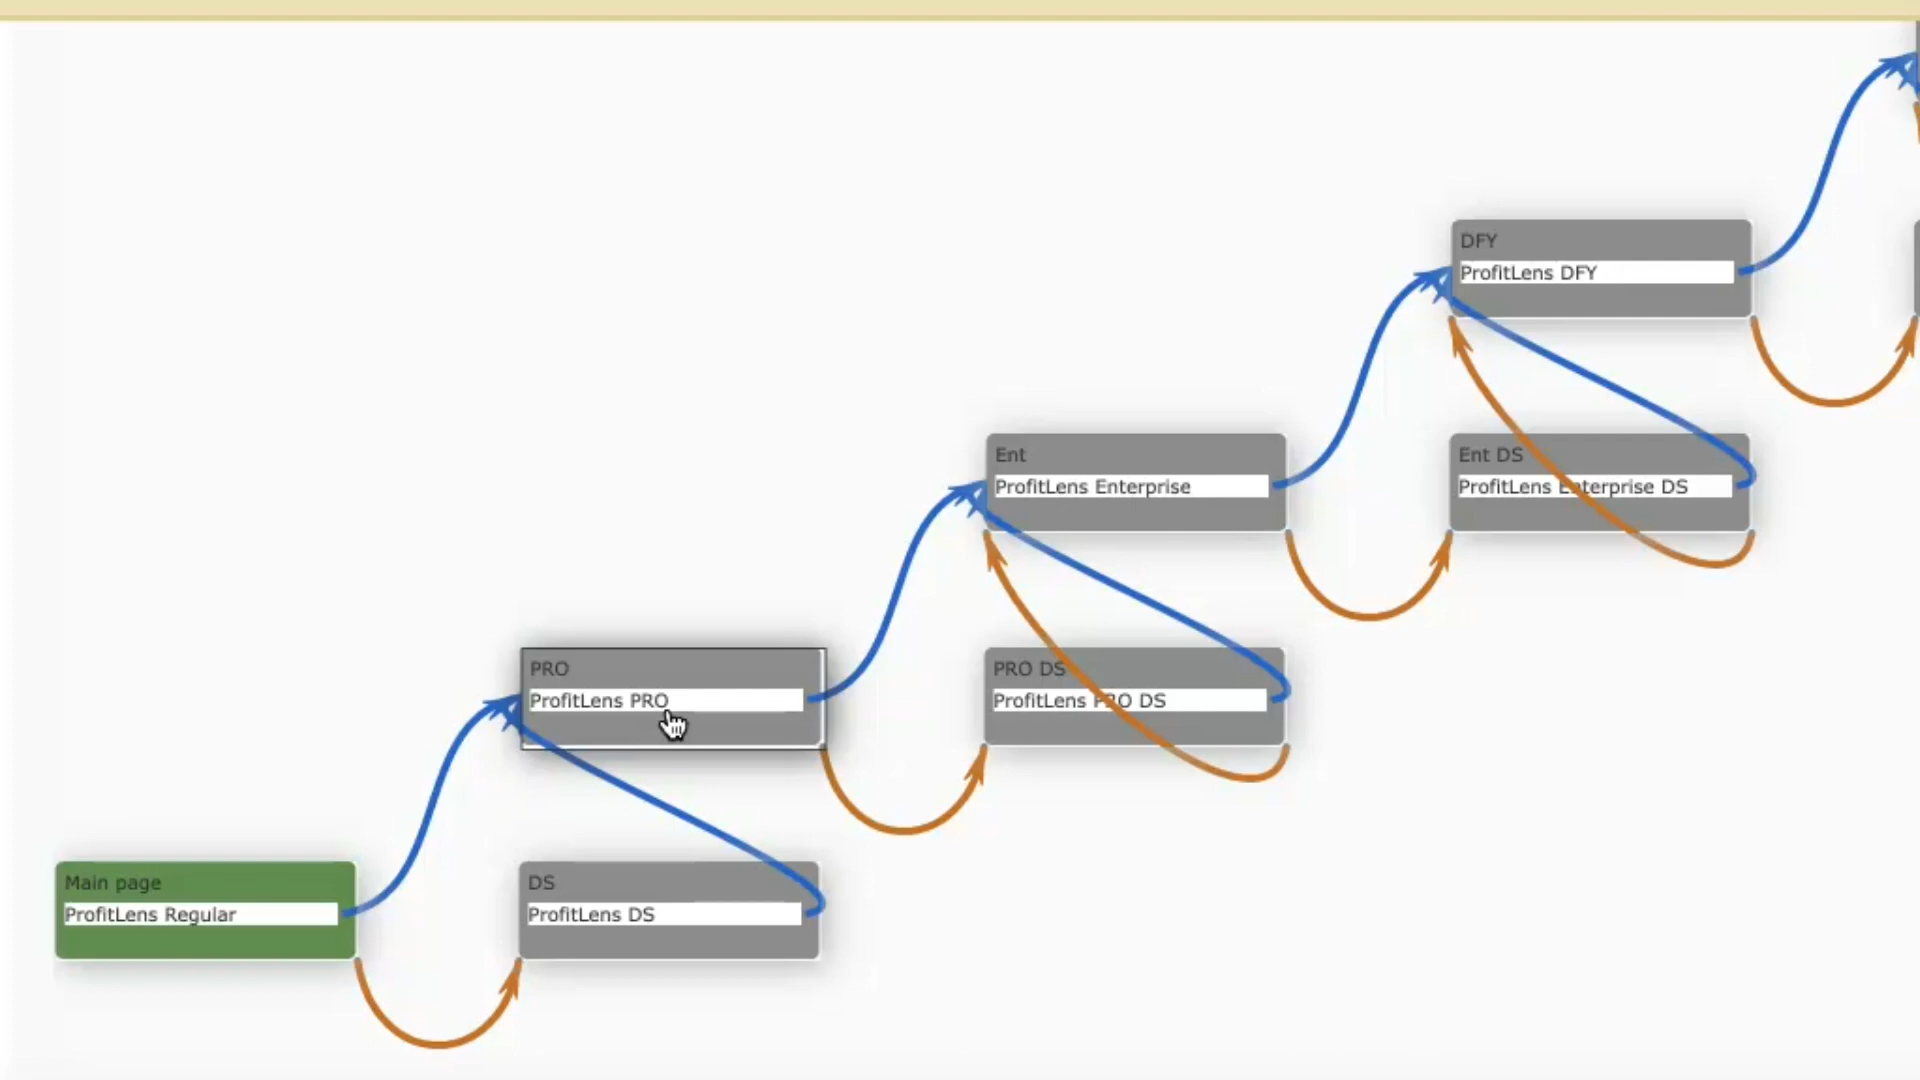 DFY
ProfitLens DFY
Ent
ProfitLens Enterprise
Ent DS
ProfitLens Enterprise DS
PRO
ProfitLens PRO
PRO DS
ProfitLens PRO DS
Main page
ProfitLens Regular
DS
ProfitLens DS